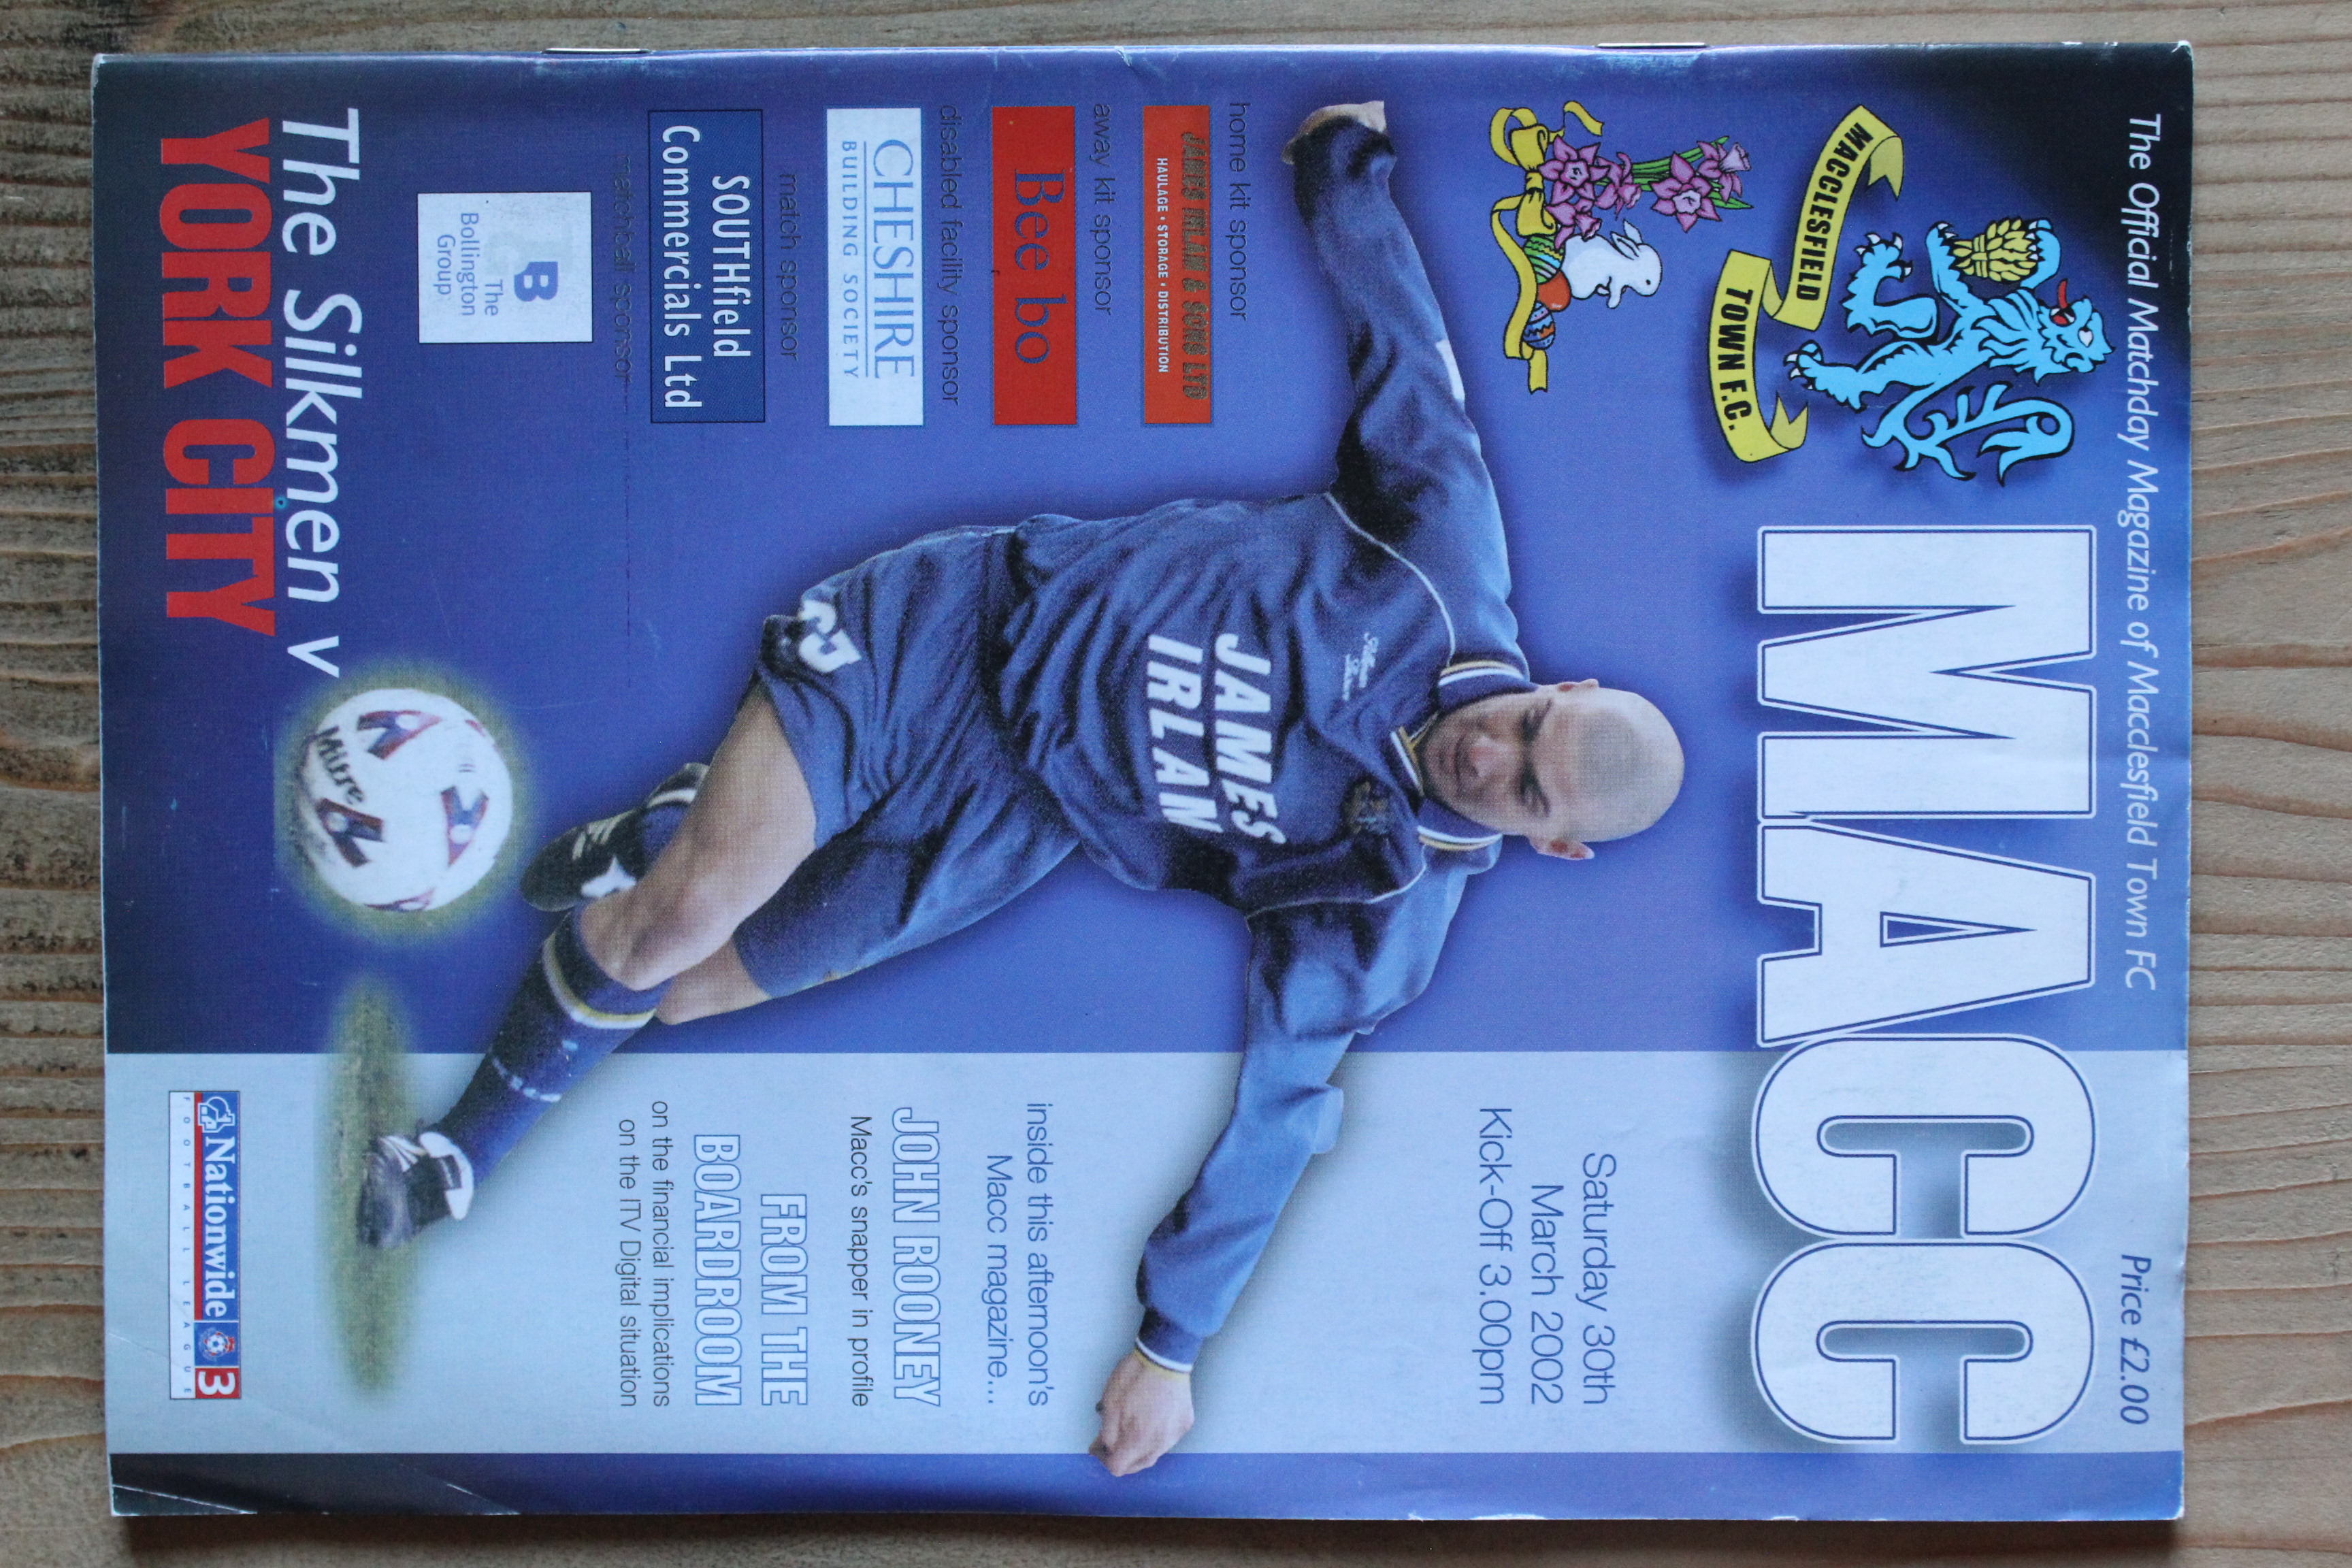 The Official Matchday Magazine of Macclesfield Town FC
Price £2.00
MACCLESFIELD
TOWN F.C.
MACC
Saturday 30th
March 2002
Kick-Off 3.00pm
home kit sponsor
JAMES IRLAM & SONS LTD
HAULAGE • STORAGE • DISTRIBUTION
away kit sponsor
Bee bo
disabled facility sponsor
CHESHIRE
BUILDING SOCIETY
match sponsor
SOUTHfield
Commercials Ltd
matchball sponsor
B
The
Bollington
Group
JAMES
IRLAN
inside this afternoon's
Macc magazine...
JOHN ROONEY
Macc's snapper in profile
FROM THE
BOARDROOM
on the financial implications
on the ITV Digital situation
Mitre
The Silkmen v
YORK CITY
Nationwide 3
FOOTBALL LEAGUE